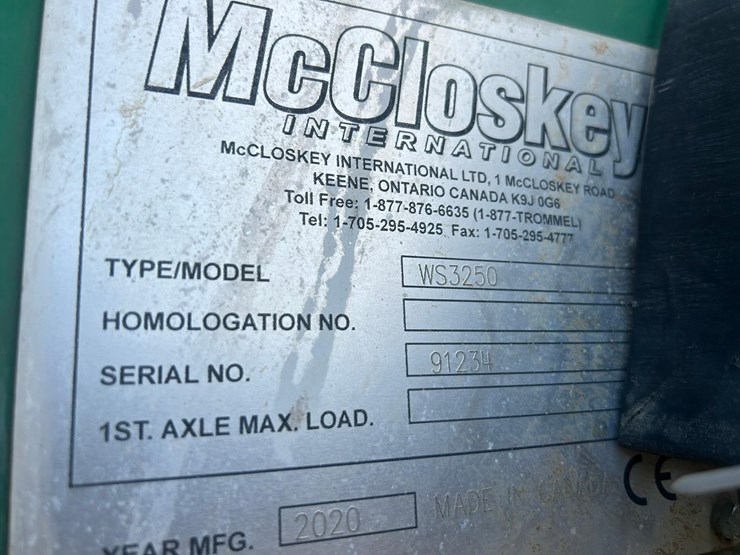 McCloskey
INTERNATIONAL
McCLOSKEY INTERNATIONAL LTD, 1 McCLOSKEY ROAD
KEENE, ONTARIO CANADA K9J 0G6
Toll Free: 1-877-876-6635 (1-877-TROMMEL)
Tel: 1-705-295-4925 Fax: 1-705-295-4777
TYPE/MODEL WS3250
HOMOLOGATION NO.
SERIAL NO. 91234
1ST. AXLE MAX. LOAD.
YEAR MFG. 2020 MADE IN CANADA CE